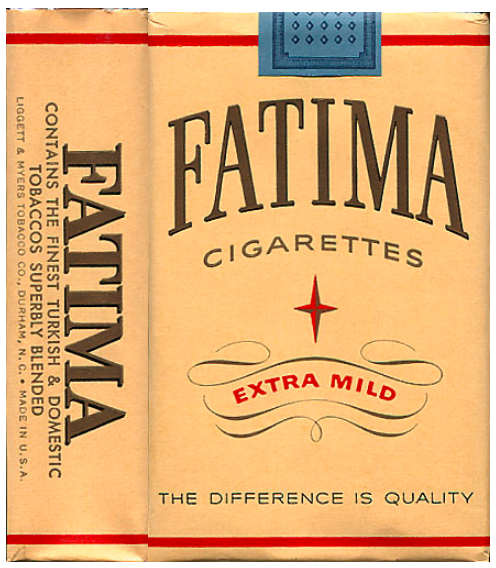 FATIMA
CONTAINS THE FINEST TURKISH & DOMESTIC
TOBACCOS SUPERBLY BLENDED
LIGGETT & MYERS TOBACCO CO., DURHAM, N.C. • MADE IN U.S.A.
FATIMA
CIGARETTES
EXTRA MILD
THE DIFFERENCE IS QUALITY